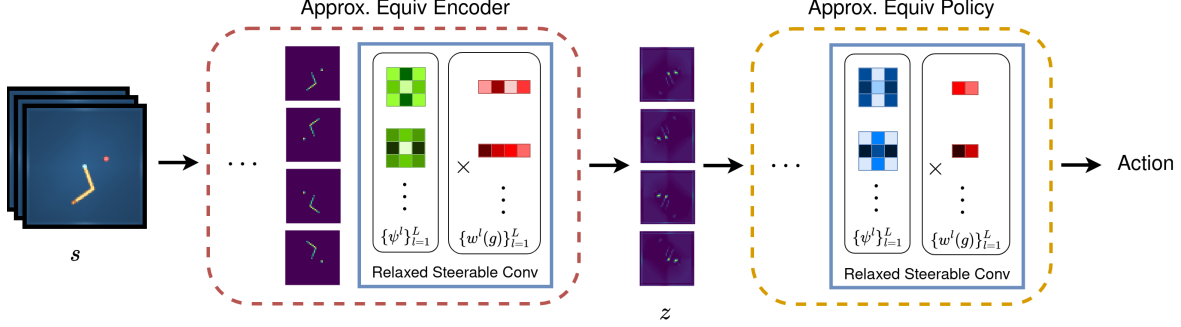 Approx. Equiv Encoder
Approx. Equiv Policy
s
...
{ψ^l}_{l=1}^L
×
{w^l(g)}_{l=1}^L
Relaxed Steerable Conv
z
...
{ψ^l}_{l=1}^L
×
{w^l(g)}_{l=1}^L
Relaxed Steerable Conv
Action